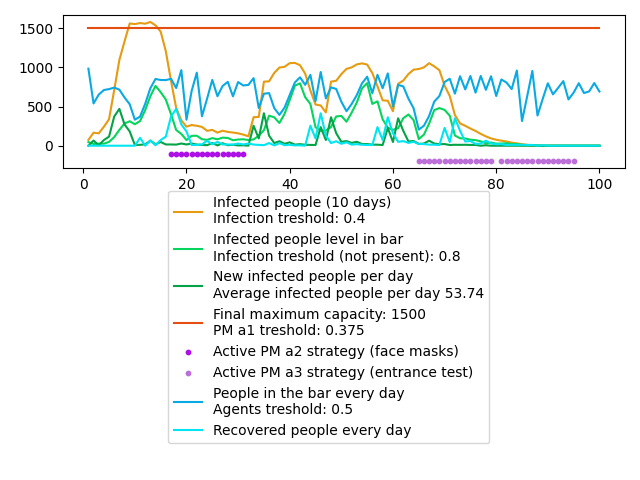 1500
1000
500
0
0 20 40 60 80 100
Infected people (10 days)
Infection treshold: 0.4
Infected people level in bar
Infection treshold (not present): 0.8
New infected people per day
Average infected people per day 53.74
Final maximum capacity: 1500
PM a1 treshold: 0.375
Active PM a2 strategy (face masks)
Active PM a3 strategy (entrance test)
People in the bar every day
Agents treshold: 0.5
Recovered people every day